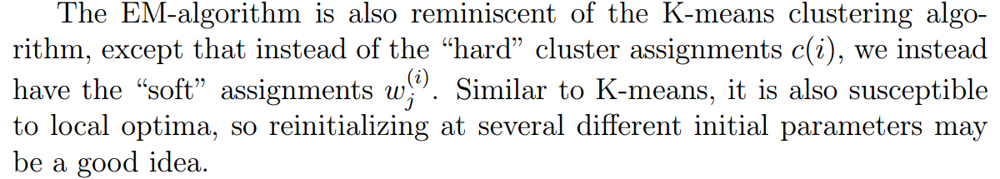 The EM-algorithm is also reminiscent of the K-means clustering algo-
rithm, except that instead of the “hard” cluster assignments c(i), we instead
have the “soft” assignments $w_j^{(i)}$. Similar to K-means, it is also susceptible
to local optima, so reinitializing at several different initial parameters may
be a good idea.